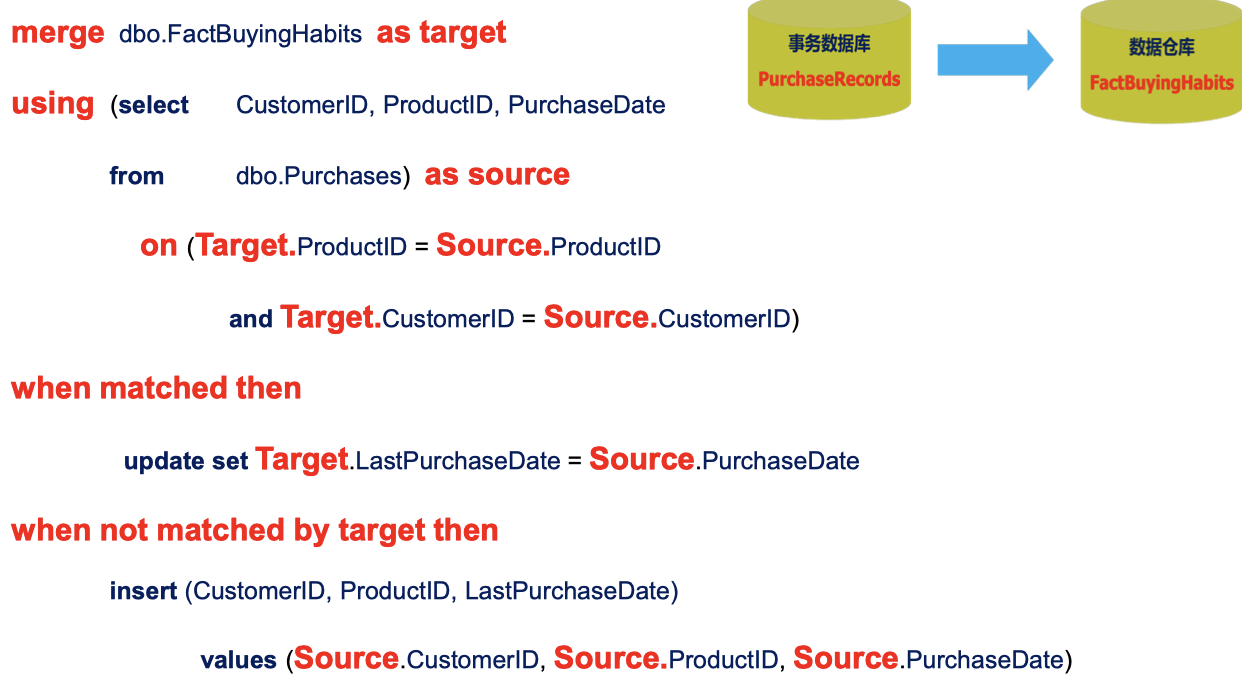 merge dbo.FactBuyingHabits as target
using (select CustomerID, ProductID, PurchaseDate
from dbo.Purchases) as source
on (Target.ProductID = Source.ProductID
and Target.CustomerID = Source.CustomerID)
when matched then
update set Target.LastPurchaseDate = Source.PurchaseDate
when not matched by target then
insert (CustomerID, ProductID, LastPurchaseDate)
values (Source.CustomerID, Source.ProductID, Source.PurchaseDate)
事务数据库
PurchaseRecords
数据仓库
FactBuyingHabits